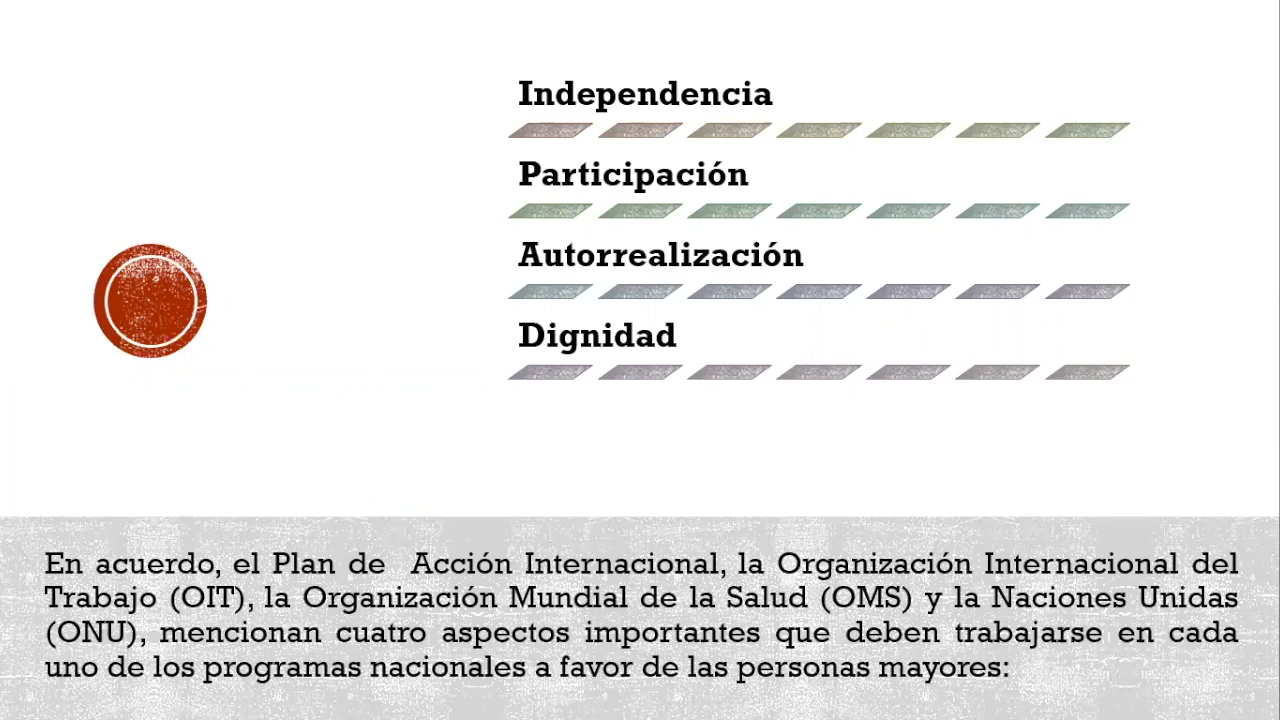 Independencia
Participación
Autorrealización
Dignidad
En acuerdo, el Plan de  Acción Internacional, la Organización Internacional del
Trabajo (OIT), la Organización Mundial de la Salud (OMS) y la Naciones Unidas
(ONU), mencionan cuatro aspectos importantes que deben trabajarse en cada
uno de los programas nacionales a favor de las personas mayores: